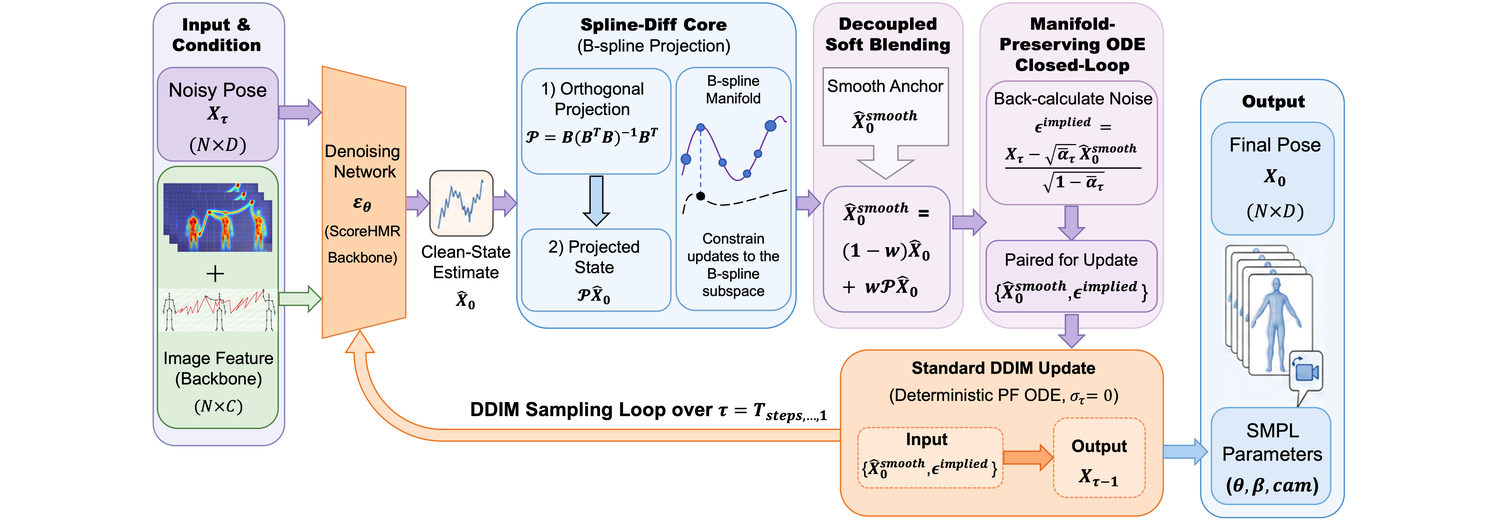 Input &
Condition
Noisy Pose
X_τ
(N×D)
+
Image Feature
(Backbone)
(N×C)
Denoising
Network
ε_θ
(ScoreHMR
Backbone)
Clean-State
Estimate
X̂_0
Spline-Diff Core
(B-spline Projection)
1) Orthogonal
Projection
𝒫 = B(B^T B)^{-1}B^T
2) Projected
State
𝒫X̂_0
B-spline
Manifold
Constrain
updates to the
B-spline
subspace
Decoupled
Soft Blending
Smooth Anchor
X̂_0^{smooth}
X̂_0^{smooth} =
(1 − w)X̂_0
+ w𝒫X̂_0
Manifold-
Preserving ODE
Closed-Loop
Back-calculate Noise
ϵ^{implied} =
X_τ − √ᾱ_τ X̂_0^{smooth}
√1 − ᾱ_τ
Paired for Update
{X̂_0^{smooth}, ϵ^{implied}}
Standard DDIM Update
(Deterministic PF ODE, σ_τ = 0)
Input
{X̂_0^{smooth}, ϵ^{implied}}
Output
X_{τ−1}
DDIM Sampling Loop over τ = T_{steps,…,1}
Output
Final Pose
X_0
(N×D)
SMPL
Parameters
(θ, β, cam)